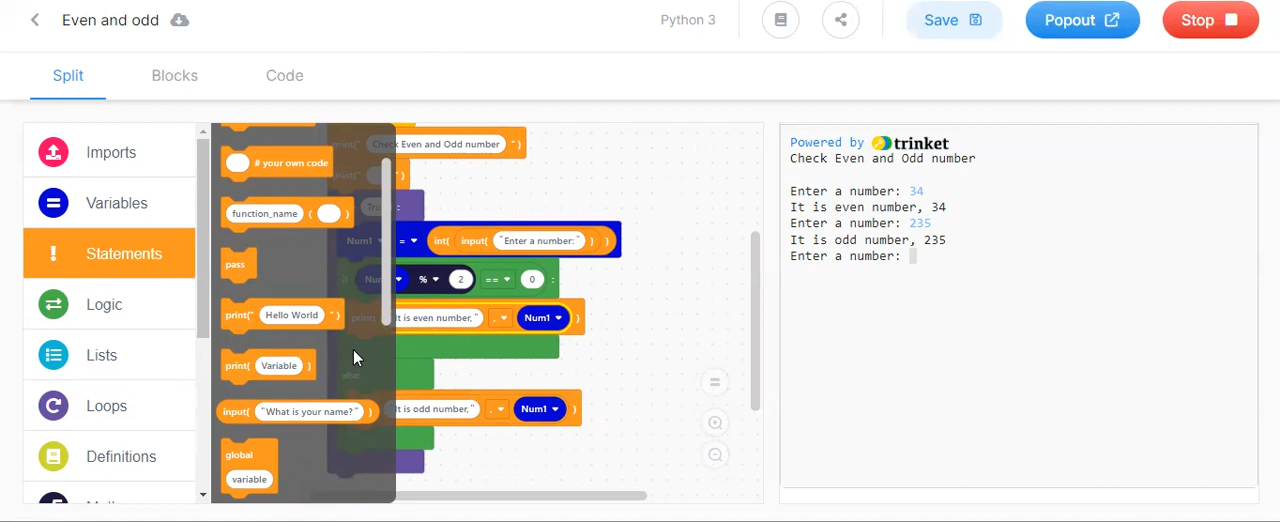 Even and odd
Python 3
Save
Popout
Stop
Split
Blocks
Code
Imports
Variables
Statements
Logic
Lists
Loops
Definitions
# your own code
function_name ( )
pass
print(" Hello World ")
print( Variable )
input( "What is your name?" )
global
variable
Check Even and Odd number ")
")
:
Num1 = int( input( "Enter a number:" ) )
% 2 == 0 :
"It is even number," , Num1 )
else:
"It is odd number," , Num1 )
Powered by trinket
Check Even and Odd number
Enter a number: 34
It is even number, 34
Enter a number: 235
It is odd number, 235
Enter a number: